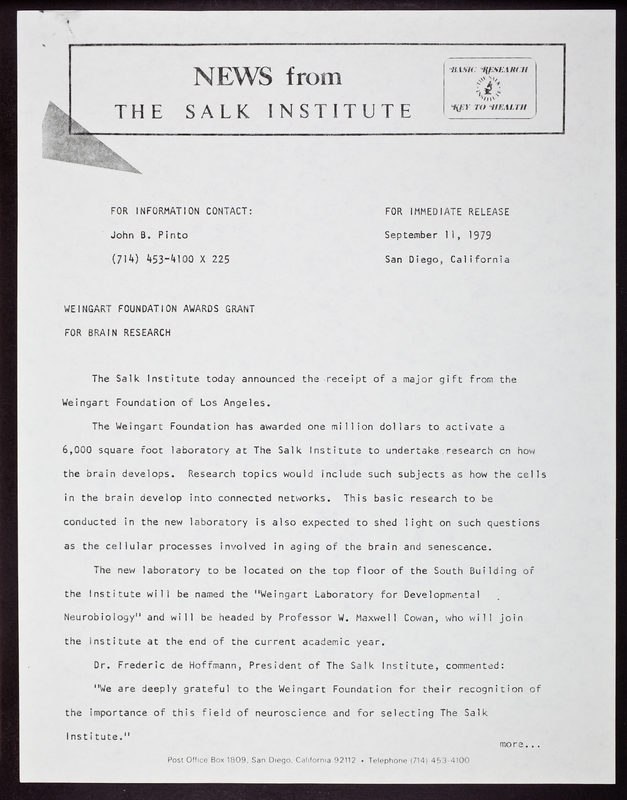 NEWS from
THE SALK INSTITUTE
BASIC RESEARCH
THE SALK
INSTITUTE
KEY TO HEALTH
FOR INFORMATION CONTACT:
John B. Pinto
(714) 453-4100 X 225
FOR IMMEDIATE RELEASE
September 11, 1979
San Diego, California
WEINGART FOUNDATION AWARDS GRANT
FOR BRAIN RESEARCH
The Salk Institute today announced the receipt of a major gift from the
Weingart Foundation of Los Angeles.
The Weingart Foundation has awarded one million dollars to activate a
6,000 square foot laboratory at The Salk Institute to undertake research on how
the brain develops. Research topics would include such subjects as how the cells
in the brain develop into connected networks. This basic research to be
conducted in the new laboratory is also expected to shed light on such questions
as the cellular processes involved in aging of the brain and senescence.
The new laboratory to be located on the top floor of the South Building of
the Institute will be named the "Weingart Laboratory for Developmental
Neurobiology" and will be headed by Professor W. Maxwell Cowan, who will join
the Institute at the end of the current academic year.
Dr. Frederic de Hoffmann, President of The Salk Institute, commented:
"We are deeply grateful to the Weingart Foundation for their recognition of
the importance of this field of neuroscience and for selecting The Salk
Institute."
more...
Post Office Box 1809, San Diego, California 92112 • Telephone (714) 453-4100